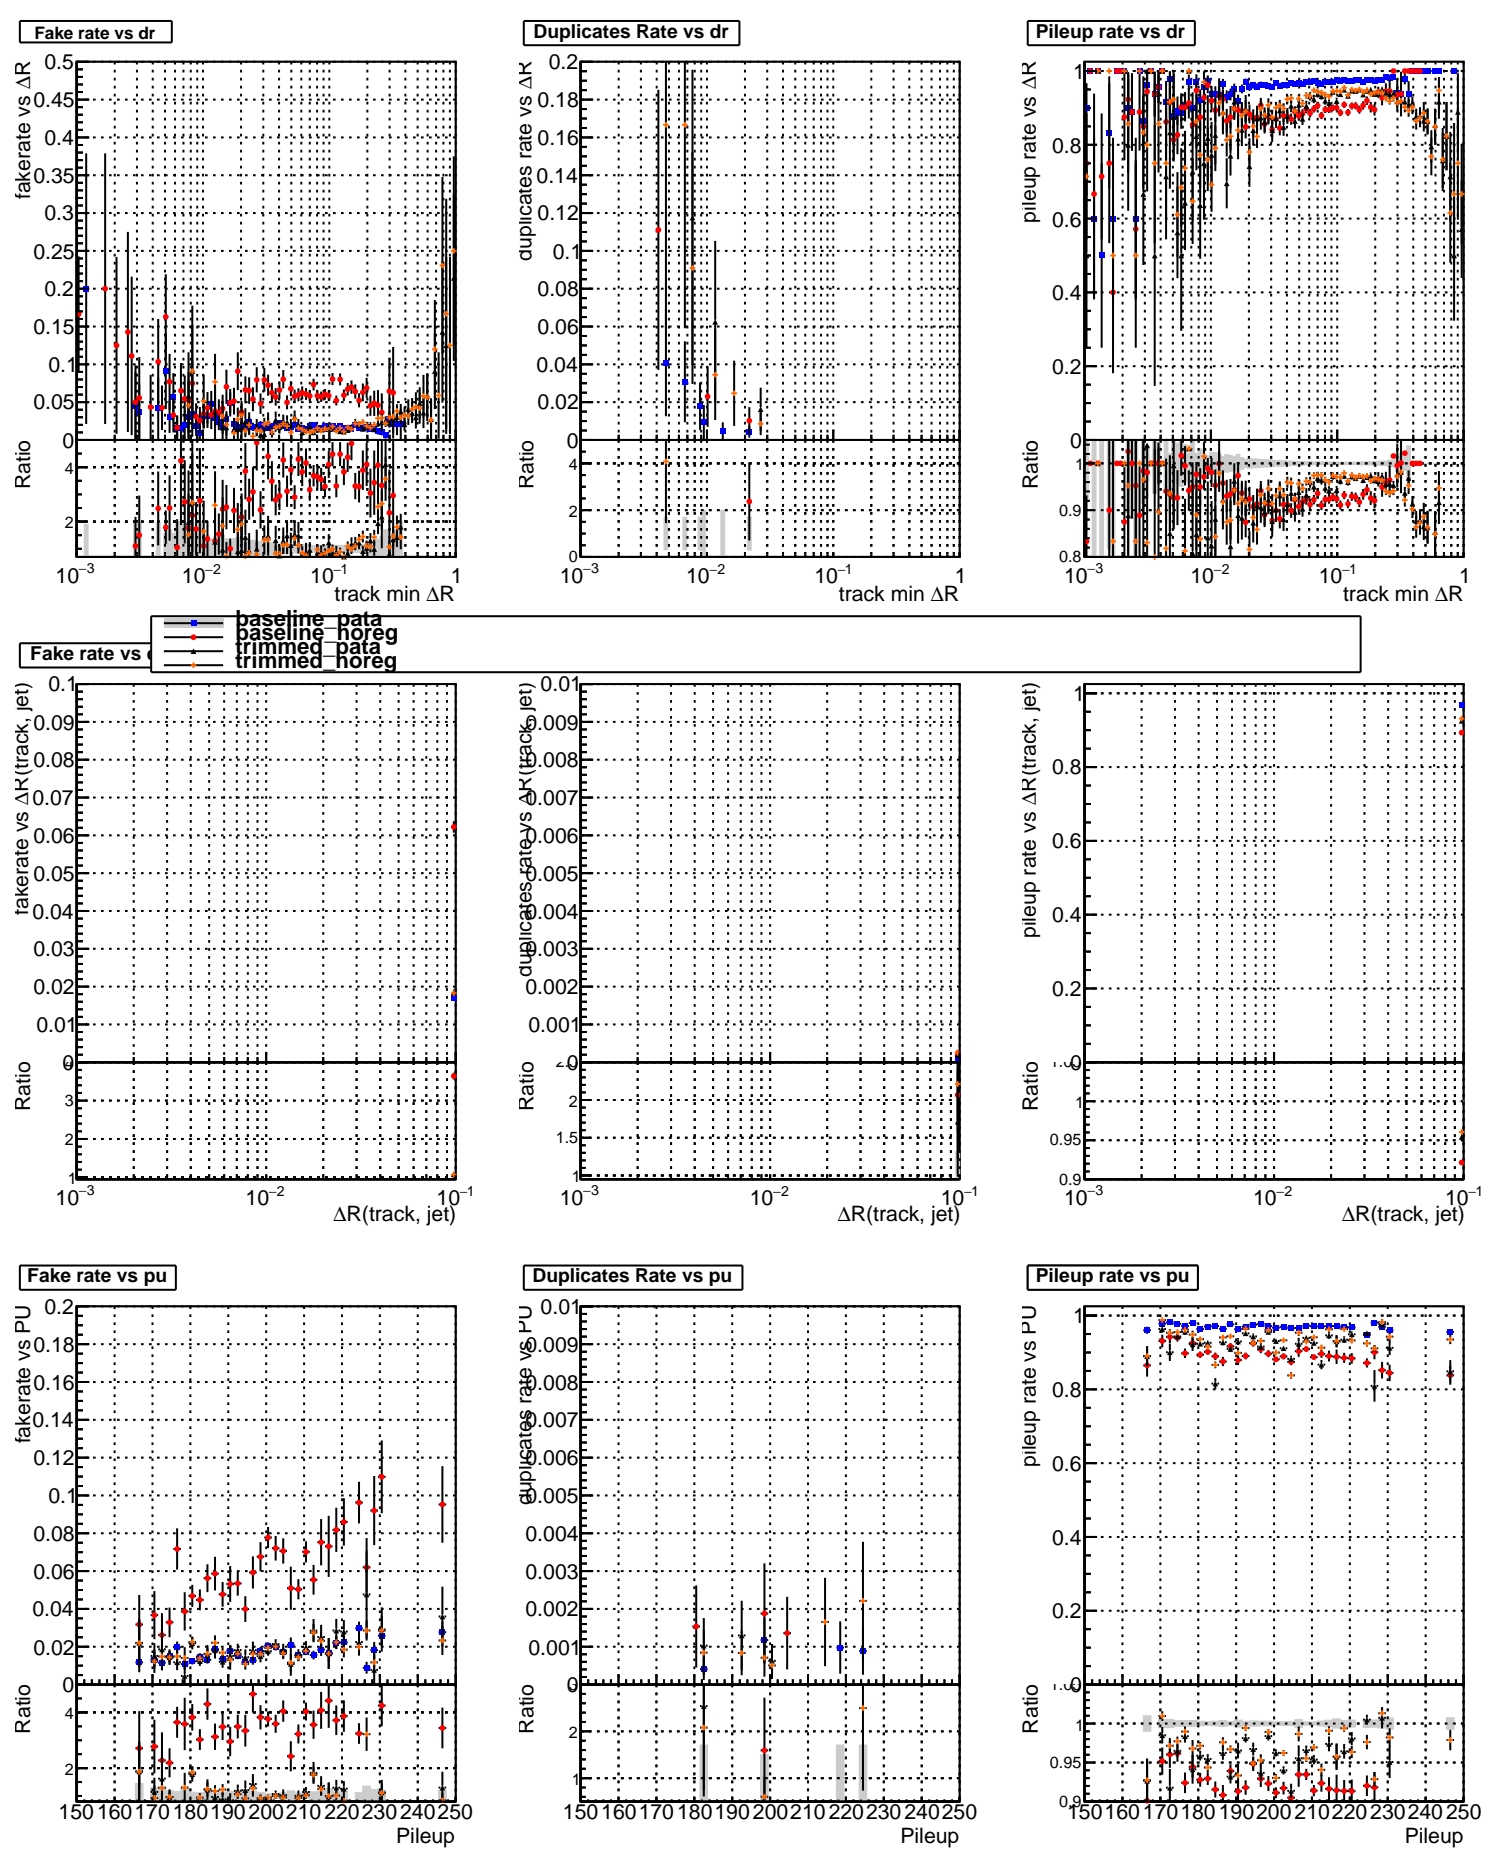 Fake rate vs dr
fakerate vs ΔR
0.5
0.45
0.4
0.35
0.3
0.25
0.2
0.15
0.1
0.05
0
Ratio
4
2
10⁻³ 10⁻² 10⁻¹ 1
track min ΔR
Duplicates Rate vs dr
duplicates rate vs ΔR
0.2
0.18
0.16
0.14
0.12
0.1
0.08
0.06
0.04
0.02
0
Ratio
4
2
0
10⁻³ 10⁻² 10⁻¹ 1
track min ΔR
Pileup rate vs dr
pileup rate vs ΔR
1
0.8
0.6
0.4
0.2
0
Ratio
1
0.9
0.8
10⁻³ 10⁻² 10⁻¹ 1
track min ΔR
baseline_pata
baseline_horeg
trimmed_pata
trimmed_horeg
Fake rate vs
fakerate vs ΔR(track, jet)
0.1
0.09
0.08
0.07
0.06
0.05
0.04
0.03
0.02
0.01
0
Ratio
3
2
1
10⁻³ 10⁻² 10⁻¹
ΔR(track, jet)
duplicates rate vs ΔR(track, jet)
0.01
0.009
0.008
0.007
0.006
0.005
0.004
0.003
0.002
0.001
0
Ratio
2
1.5
1
10⁻³ 10⁻² 10⁻¹
ΔR(track, jet)
pileup rate vs ΔR(track, jet)
1
0.8
0.6
0.4
0.2
0
Ratio
1
0.95
0.9
10⁻³ 10⁻² 10⁻¹
ΔR(track, jet)
Fake rate vs pu
fakerate vs PU
0.2
0.18
0.16
0.14
0.12
0.1
0.08
0.06
0.04
0.02
0
Ratio
4
2
150 160 170 180 190 200 210 220 230 240 250
Pileup
Duplicates Rate vs pu
duplicates rate vs PU
0.01
0.009
0.008
0.007
0.006
0.005
0.004
0.003
0.002
0.001
0
Ratio
2
1
150 160 170 180 190 200 210 220 230 240 250
Pileup
Pileup rate vs pu
pileup rate vs PU
1
0.8
0.6
0.4
0.2
0
Ratio
1
0.95
0.9
150 160 170 180 190 200 210 220 230 240 250
Pileup